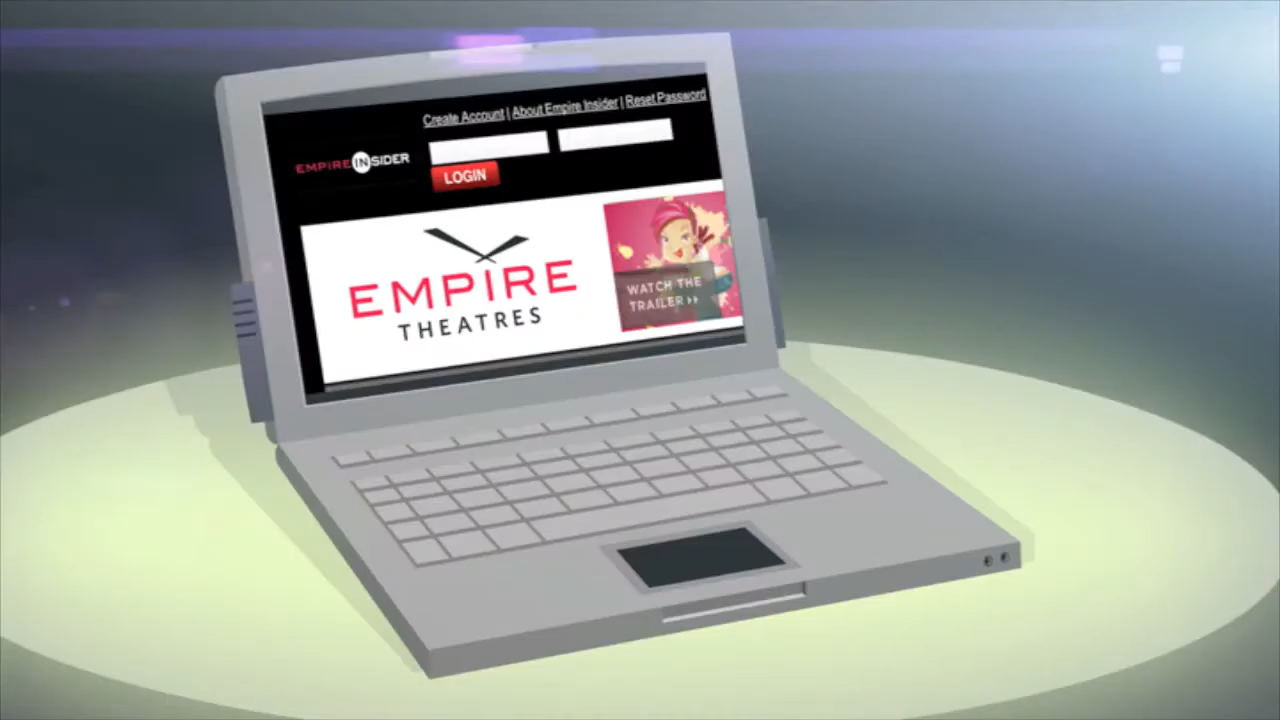 Create Account | About Empire Insider | Reset Password
EMPIRE INSIDER
LOGIN
EMPIRE
THEATRES
WATCH THE
TRAILER